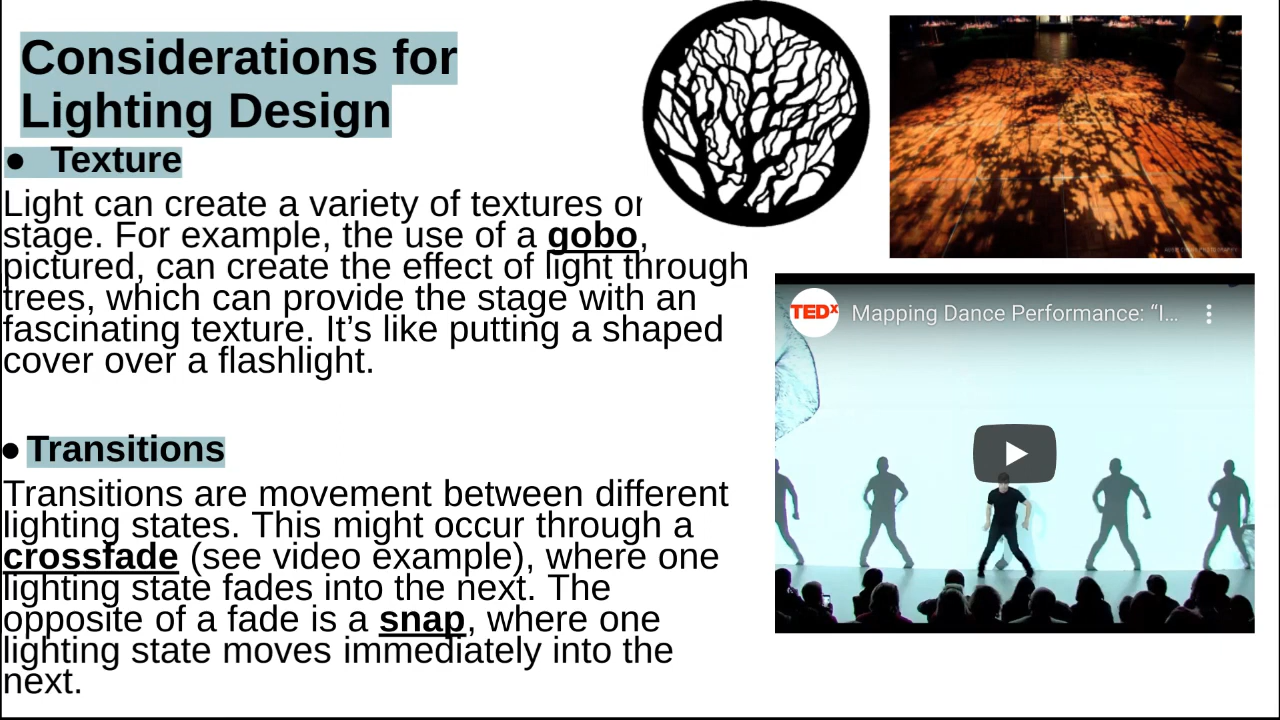 Considerations for
Lighting Design
● Texture
Light can create a variety of textures or
stage. For example, the use of a gobo,
pictured, can create the effect of light through
trees, which can provide the stage with an
fascinating texture. It’s like putting a shaped
cover over a flashlight.
● Transitions
Transitions are movement between different
lighting states. This might occur through a
crossfade (see video example), where one
lighting state fades into the next. The
opposite of a fade is a snap, where one
lighting state moves immediately into the
next.
TEDx
Mapping Dance Performance: “I...